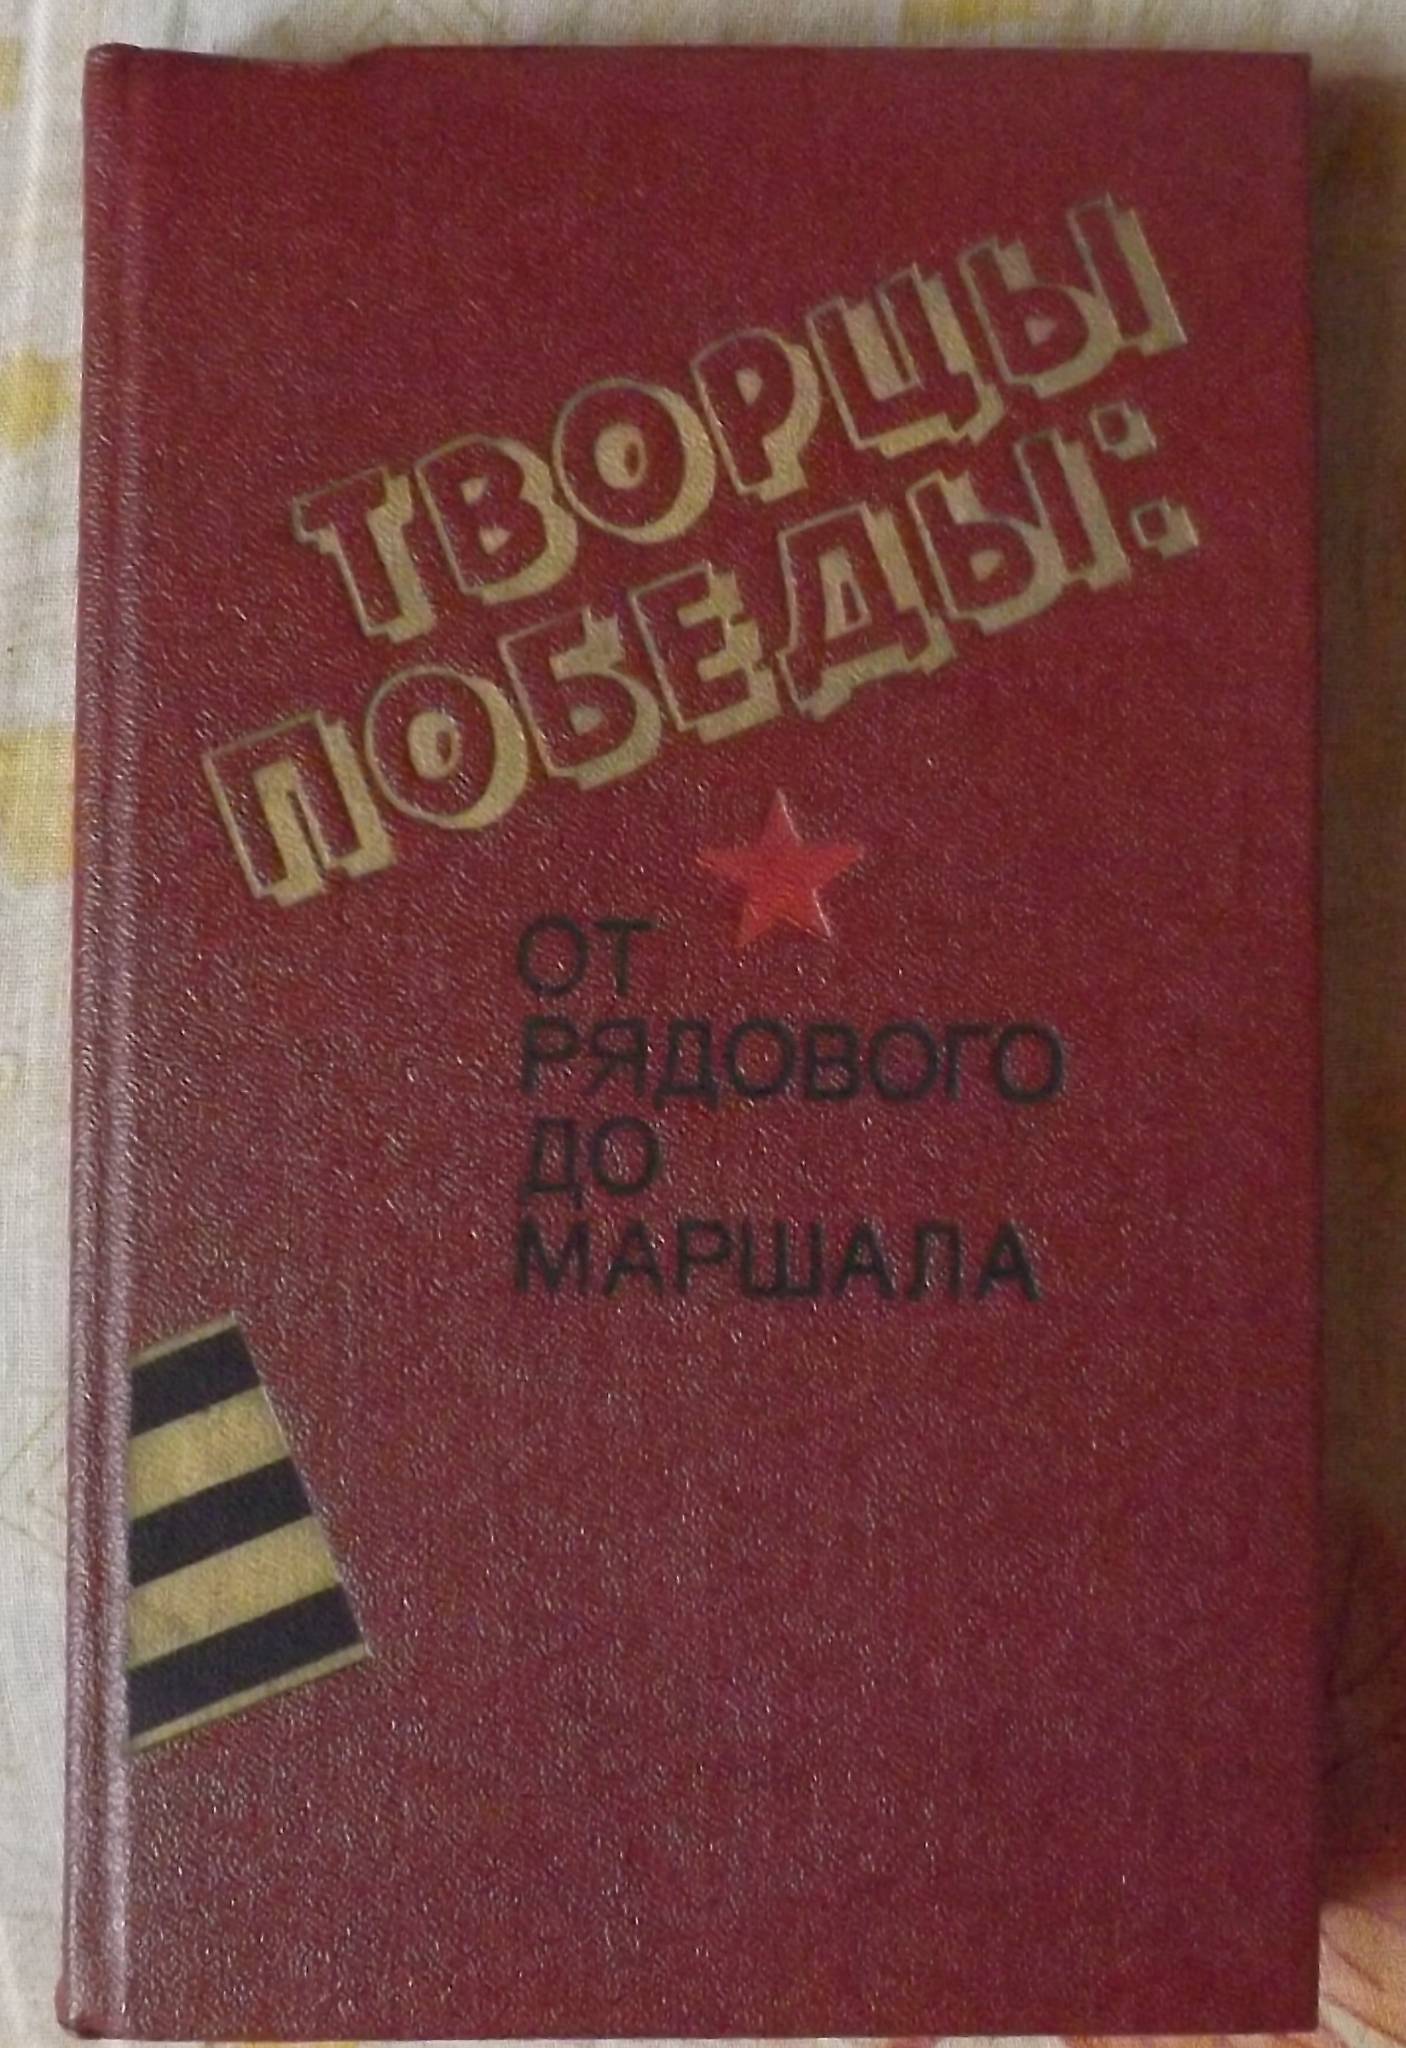 ТВОРЦЫ
ПОБЕДЫ:
ОТ
РЯДОВОГО
ДО
МАРШАЛА